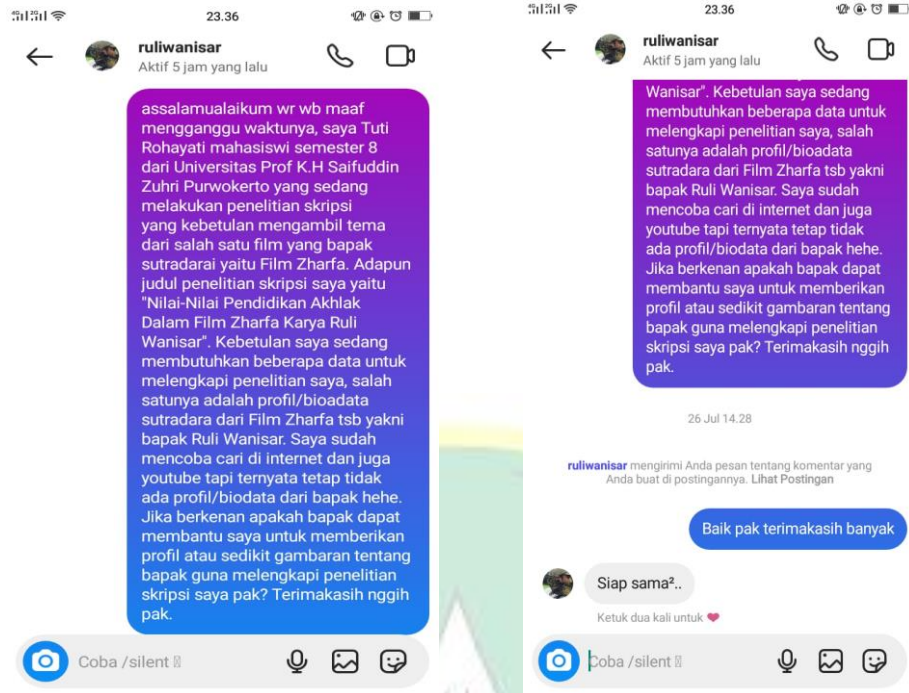 23.36
ruliwanisar
Aktif 5 jam yang lalu
assalamualaikum wr wb maaf
mengganggu waktunya, saya Tuti
Rohayati mahasiswi semester 8
dari Universitas Prof K.H Saifuddin
Zuhri Purwokerto yang sedang
melakukan penelitian skripsi
yang kebetulan mengambil tema
dari salah satu film yang bapak
sutradarai yaitu Film Zharfa. Adapun
judul penelitian skripsi saya yaitu
"Nilai-Nilai Pendidikan Akhlak
Dalam Film Zharfa Karya Ruli
Wanisar". Kebetulan saya sedang
membutuhkan beberapa data untuk
melengkapi penelitian saya, salah
satunya adalah profil/bioadata
sutradara dari Film Zharfa tsb yakni
bapak Ruli Wanisar. Saya sudah
mencoba cari di internet dan juga
youtube tapi ternyata tetap tidak
ada profil/biodata dari bapak hehe.
Jika berkenan apakah bapak dapat
membantu saya untuk memberikan
profil atau sedikit gambaran tentang
bapak guna melengkapi penelitian
skripsi saya pak? Terimakasih nggih
pak.
Coba /silent
23.36
ruliwanisar
Aktif 5 jam yang lalu
Wanisar". Kebetulan saya sedang
membutuhkan beberapa data untuk
melengkapi penelitian saya, salah
satunya adalah profil/bioadata
sutradara dari Film Zharfa tsb yakni
bapak Ruli Wanisar. Saya sudah
mencoba cari di internet dan juga
youtube tapi ternyata tetap tidak
ada profil/biodata dari bapak hehe.
Jika berkenan apakah bapak dapat
membantu saya untuk memberikan
profil atau sedikit gambaran tentang
bapak guna melengkapi penelitian
skripsi saya pak? Terimakasih nggih
pak.
26 Jul 14.28
ruliwanisar mengirimi Anda pesan tentang komentar yang
Anda buat di postingannya. Lihat Postingan
Baik pak terimakasih banyak
Siap sama²..
Ketuk dua kali untuk ❤
Coba /silent